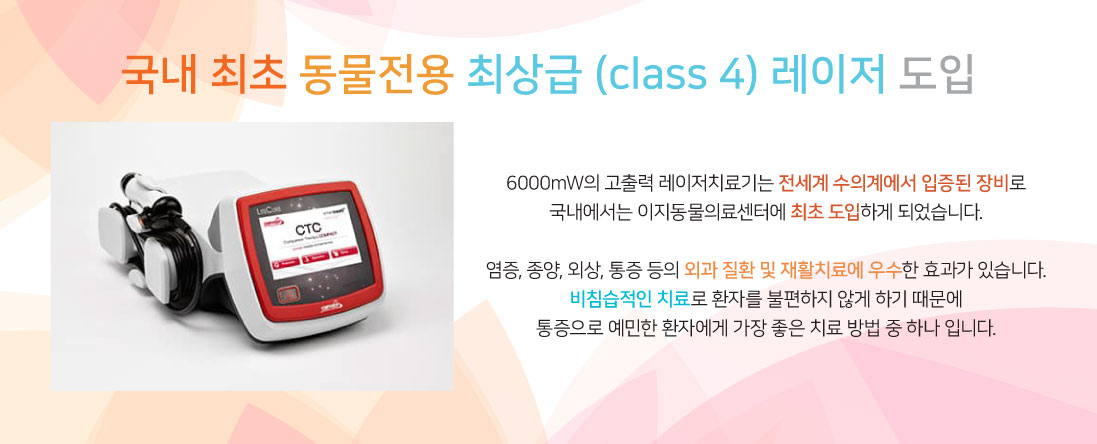 국내 최초 동물전용 최상급 (class 4) 레이저 도입
6000mW의 고출력 레이저치료기는 전세계 수의계에서 입증된 장비로
국내에서는 이지동물의료센터에 최초 도입하게 되었습니다.
염증, 종양, 외상, 통증 등의 외과 질환 및 재활치료에 우수한 효과가 있습니다.
비침습적인 치료로 환자를 불편하지 않게 하기 때문에
통증으로 예민한 환자에게 가장 좋은 치료 방법 중 하나 입니다.
CTC
Companion Therapy COMPACT